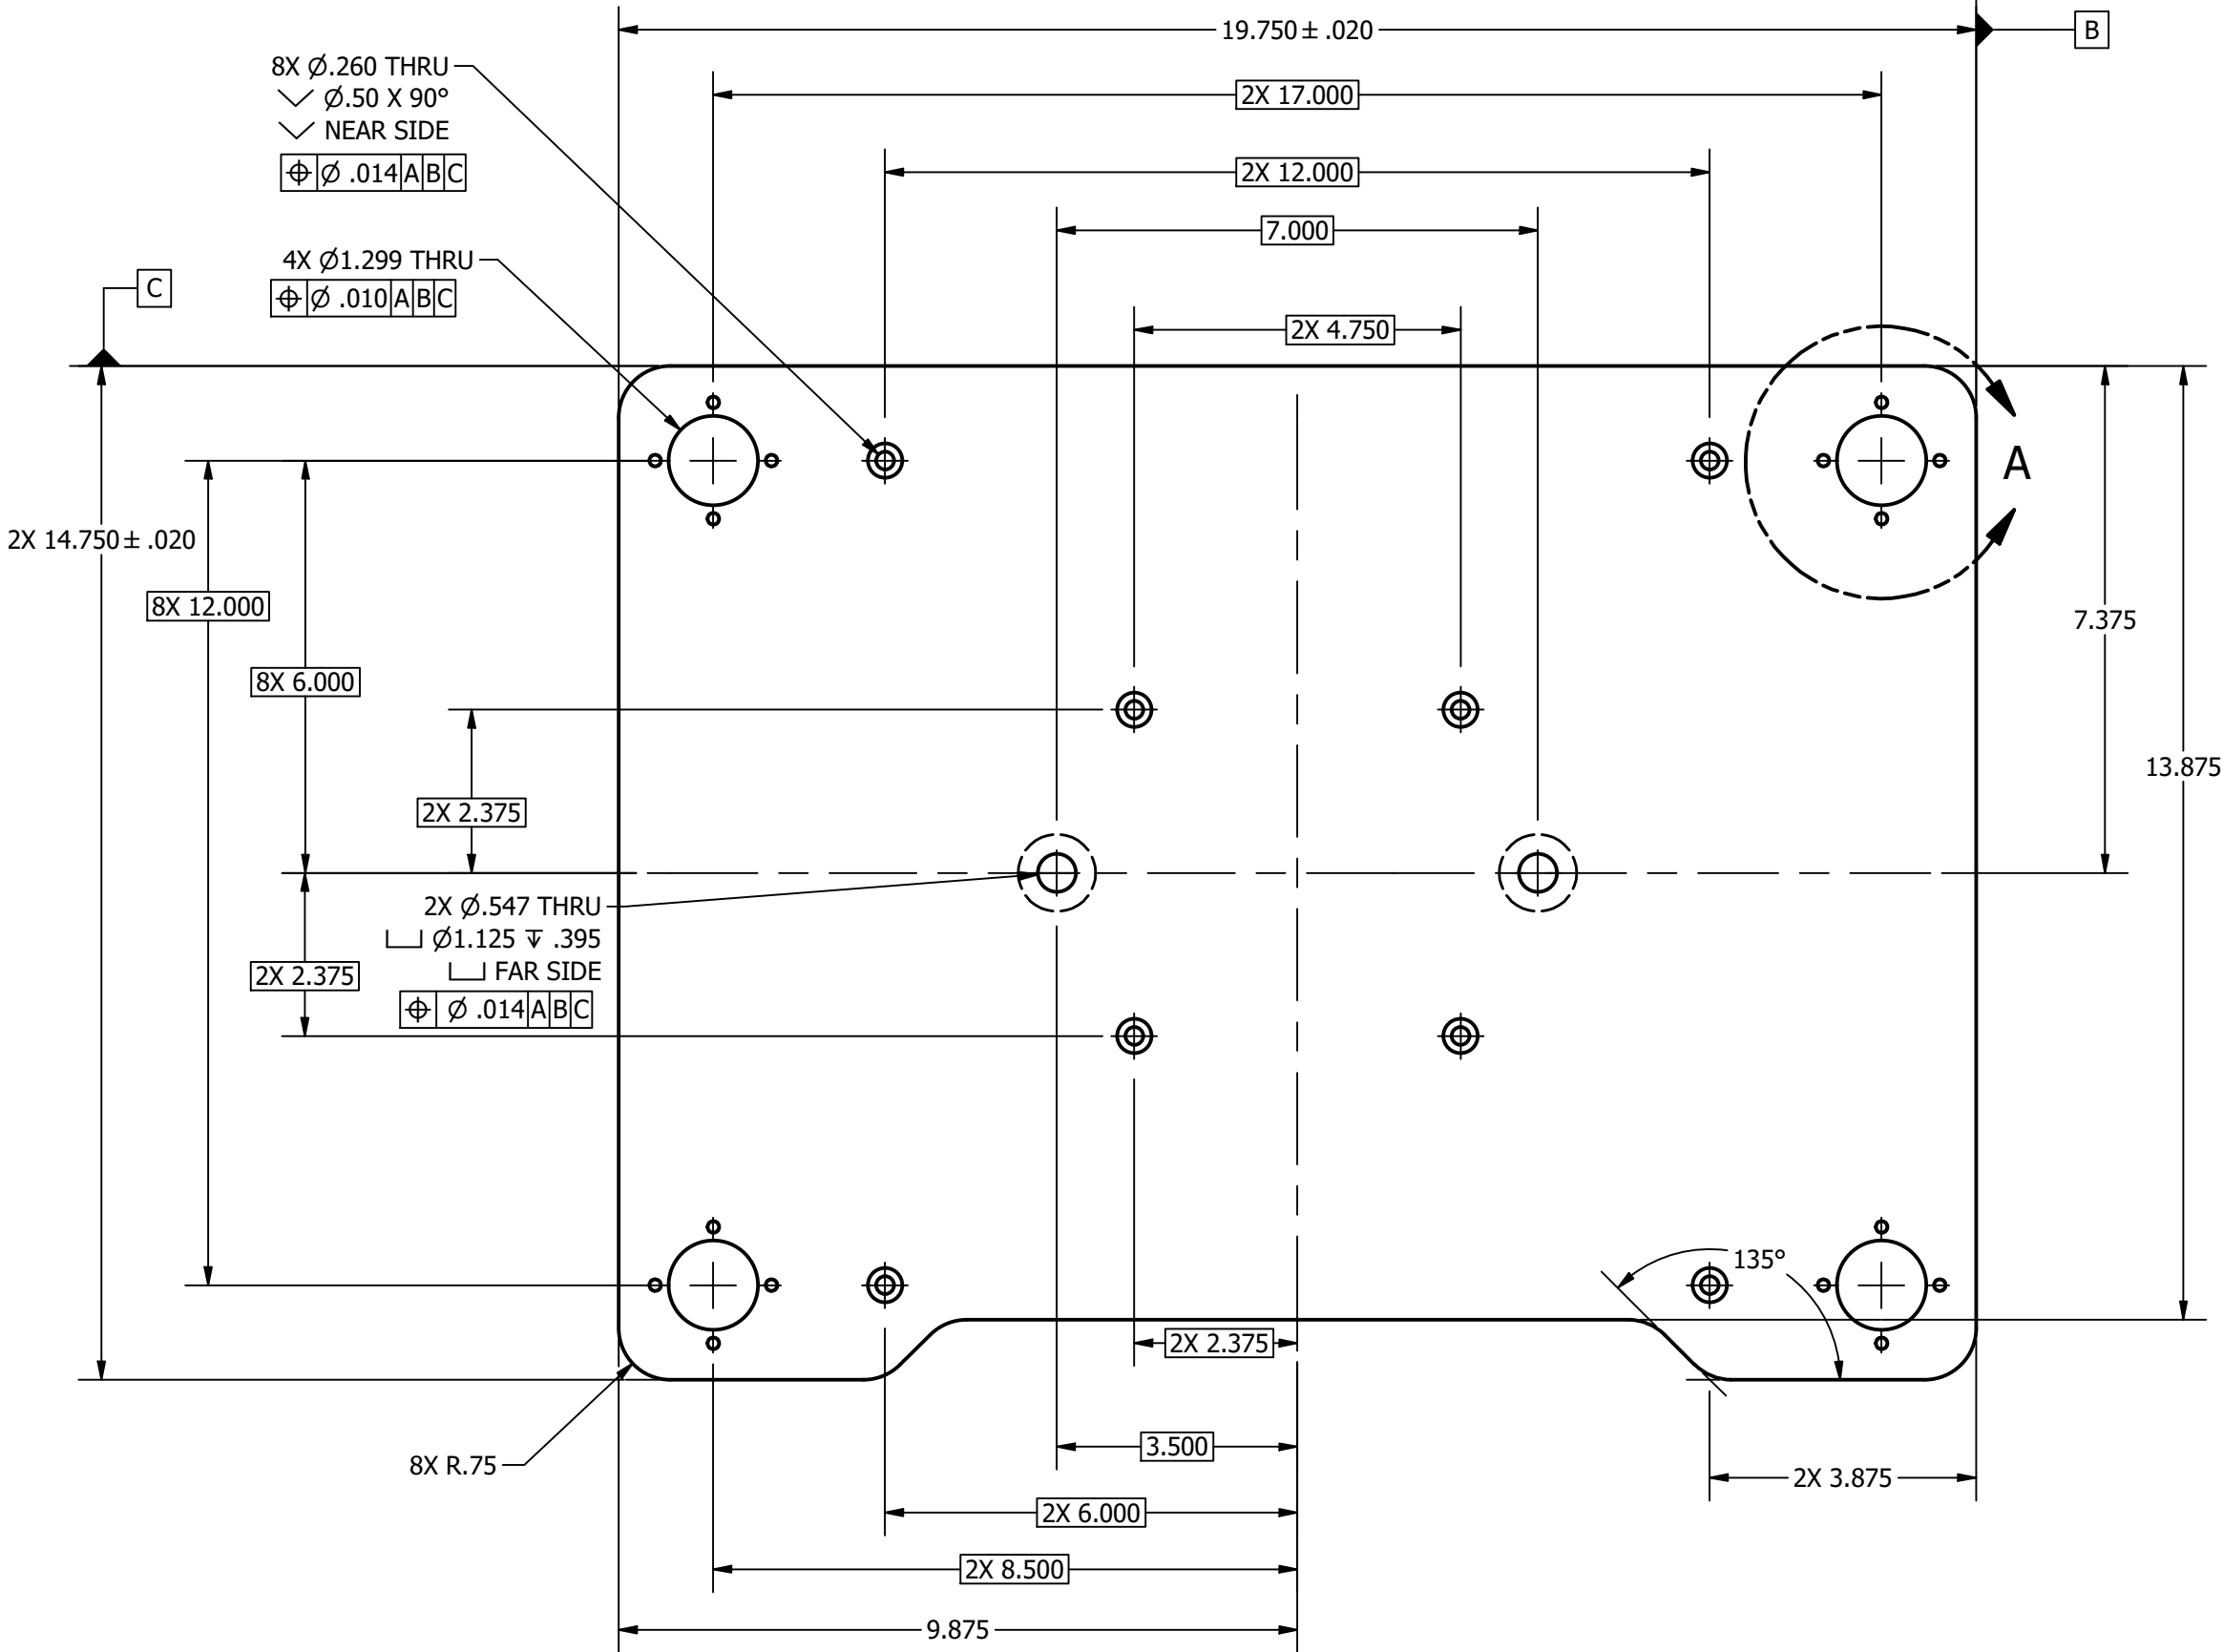 19.750 ± .020
B
8X Ø.260 THRU
⌵ Ø.50 X 90°
⌵ NEAR SIDE
⌖ Ø .014 A B C
2X 17.000
2X 12.000
7.000
4X Ø1.299 THRU
⌖ Ø .010 A B C
C
2X 4.750
A
2X 14.750 ± .020
8X 12.000
7.375
8X 6.000
13.875
2X 2.375
2X Ø.547 THRU
⌴ Ø1.125 ↧ .395
⌴ FAR SIDE
⌖ Ø .014 A B C
2X 2.375
135°
2X 2.375
3.500
8X R.75
2X 3.875
2X 6.000
2X 8.500
9.875